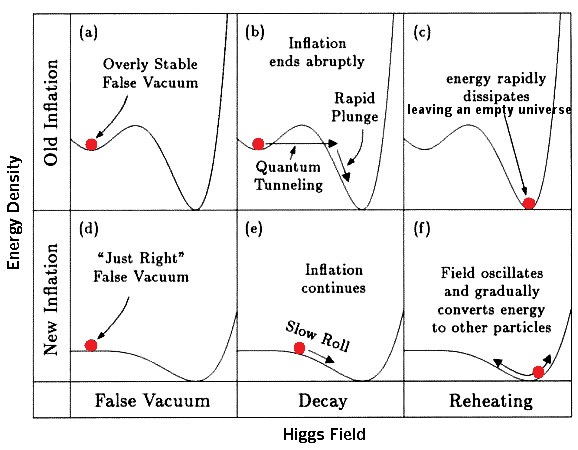 Energy Density
Old Inflation
(a)
Overly Stable
False Vacuum
(b)
Inflation
ends abruptly
Rapid
Plunge
Quantum
Tunneling
(c)
energy rapidly
dissipates
leaving an empty universe
New Inflation
(d)
"Just Right"
False Vacuum
(e)
Inflation
continues
Slow Roll
(f)
Field oscillates
and gradually
converts energy
to other particles
False Vacuum
Decay
Reheating
Higgs Field